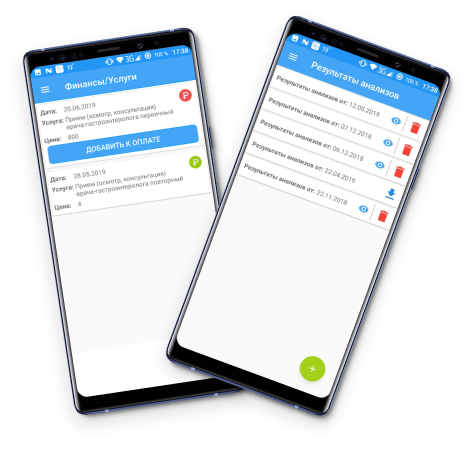 19°
3G
100 %
17:38
Финансы/Услуги
Дата: 20.06.2019
Услуга: Прием (осмотр, консультация)
врача-гастроэнтеролога первичный
Цена: 800
ДОБАВИТЬ К ОПЛАТЕ
Дата: 28.05.2019
Услуга: Прием (осмотр, консультация)
врача-гастроэнтеролога повторный
Цена: 4
19°
3G
100 %
17:38
Результаты анализов
Результаты анализов от: 12.06.2019
Результаты анализов от: 07.12.2018
Результаты анализов от: 06.12.2018
Результаты анализов от: 22.04.2019
Результаты анализов от: 22.11.2018